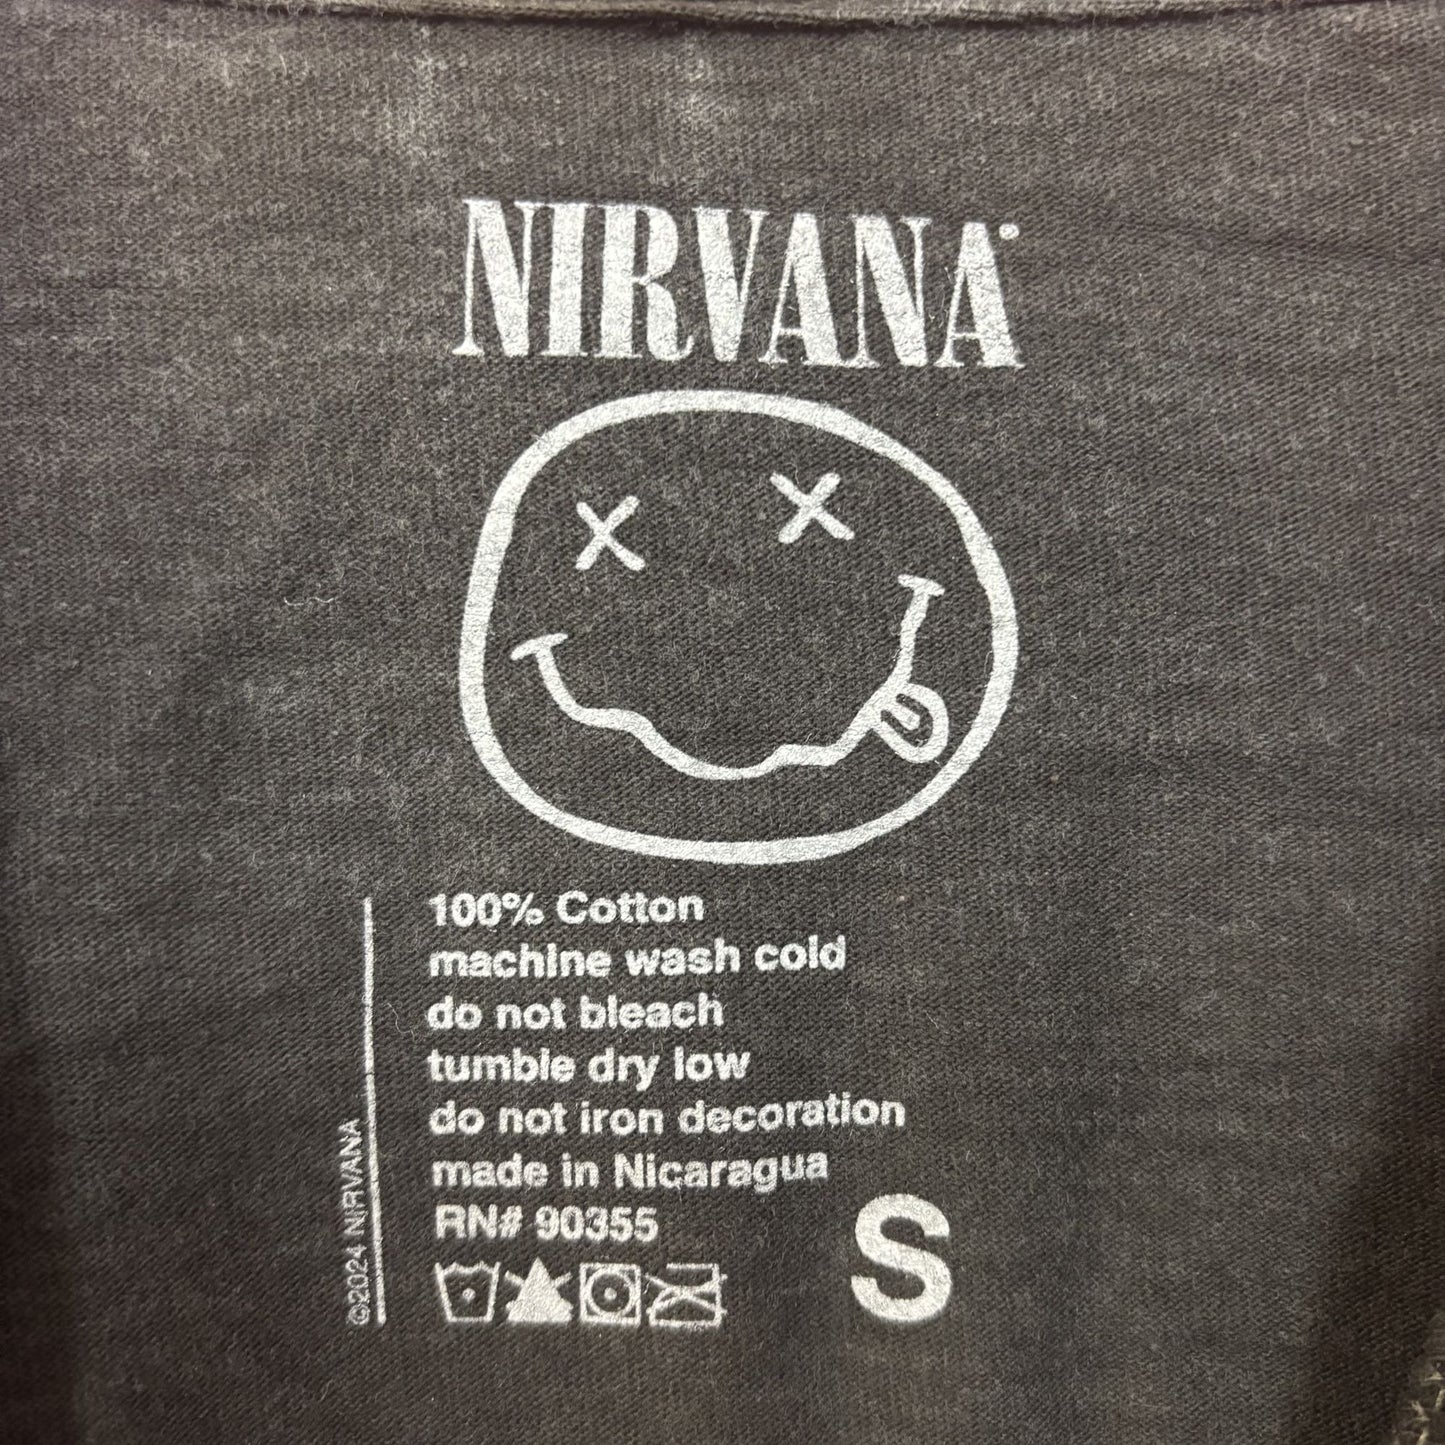 NIRVANA
100% Cotton
machine wash cold
do not bleach
tumble dry low
do not iron decoration
made in Nicaragua
RN# 90355
S
©2024 NIRVANA